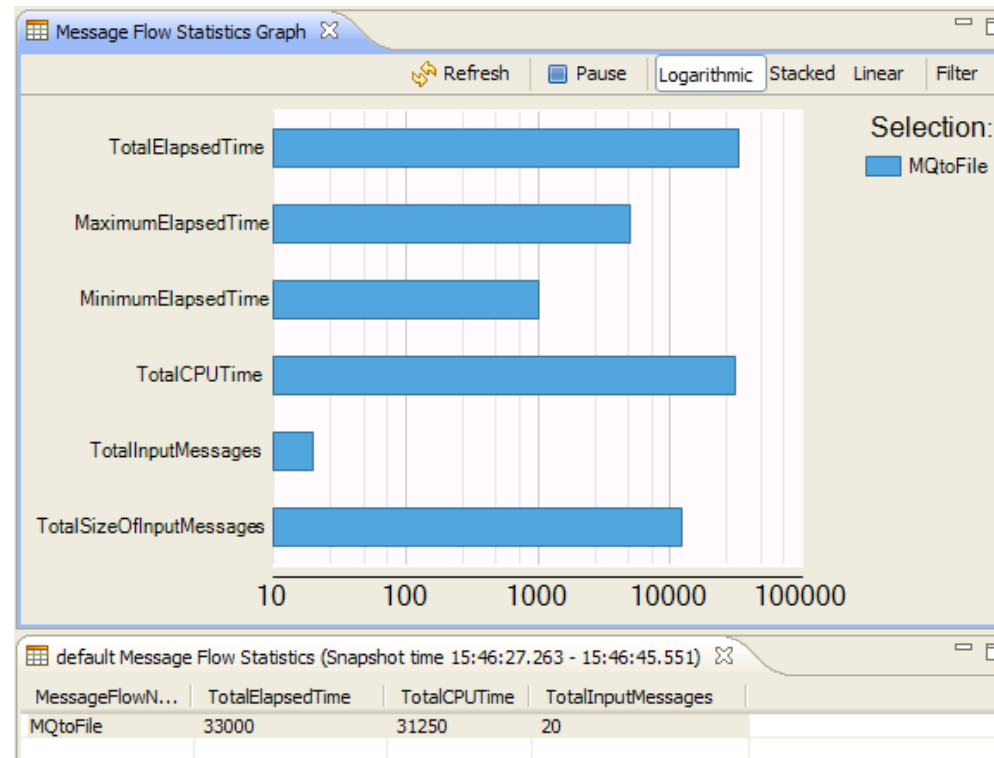 Message Flow Statistics Graph
Refresh Pause Logarithmic Stacked Linear Filter
Selection:
MQtoFile
TotalElapsedTime
MaximumElapsedTime
MinimumElapsedTime
TotalCPUTime
TotalInputMessages
TotalSizeOfInputMessages
10 100 1000 10000 100000
default Message Flow Statistics (Snapshot time 15:46:27.263 - 15:46:45.551)
MessageFlowN... TotalElapsedTime TotalCPUTime TotalInputMessages
MQtoFile 33000 31250 20